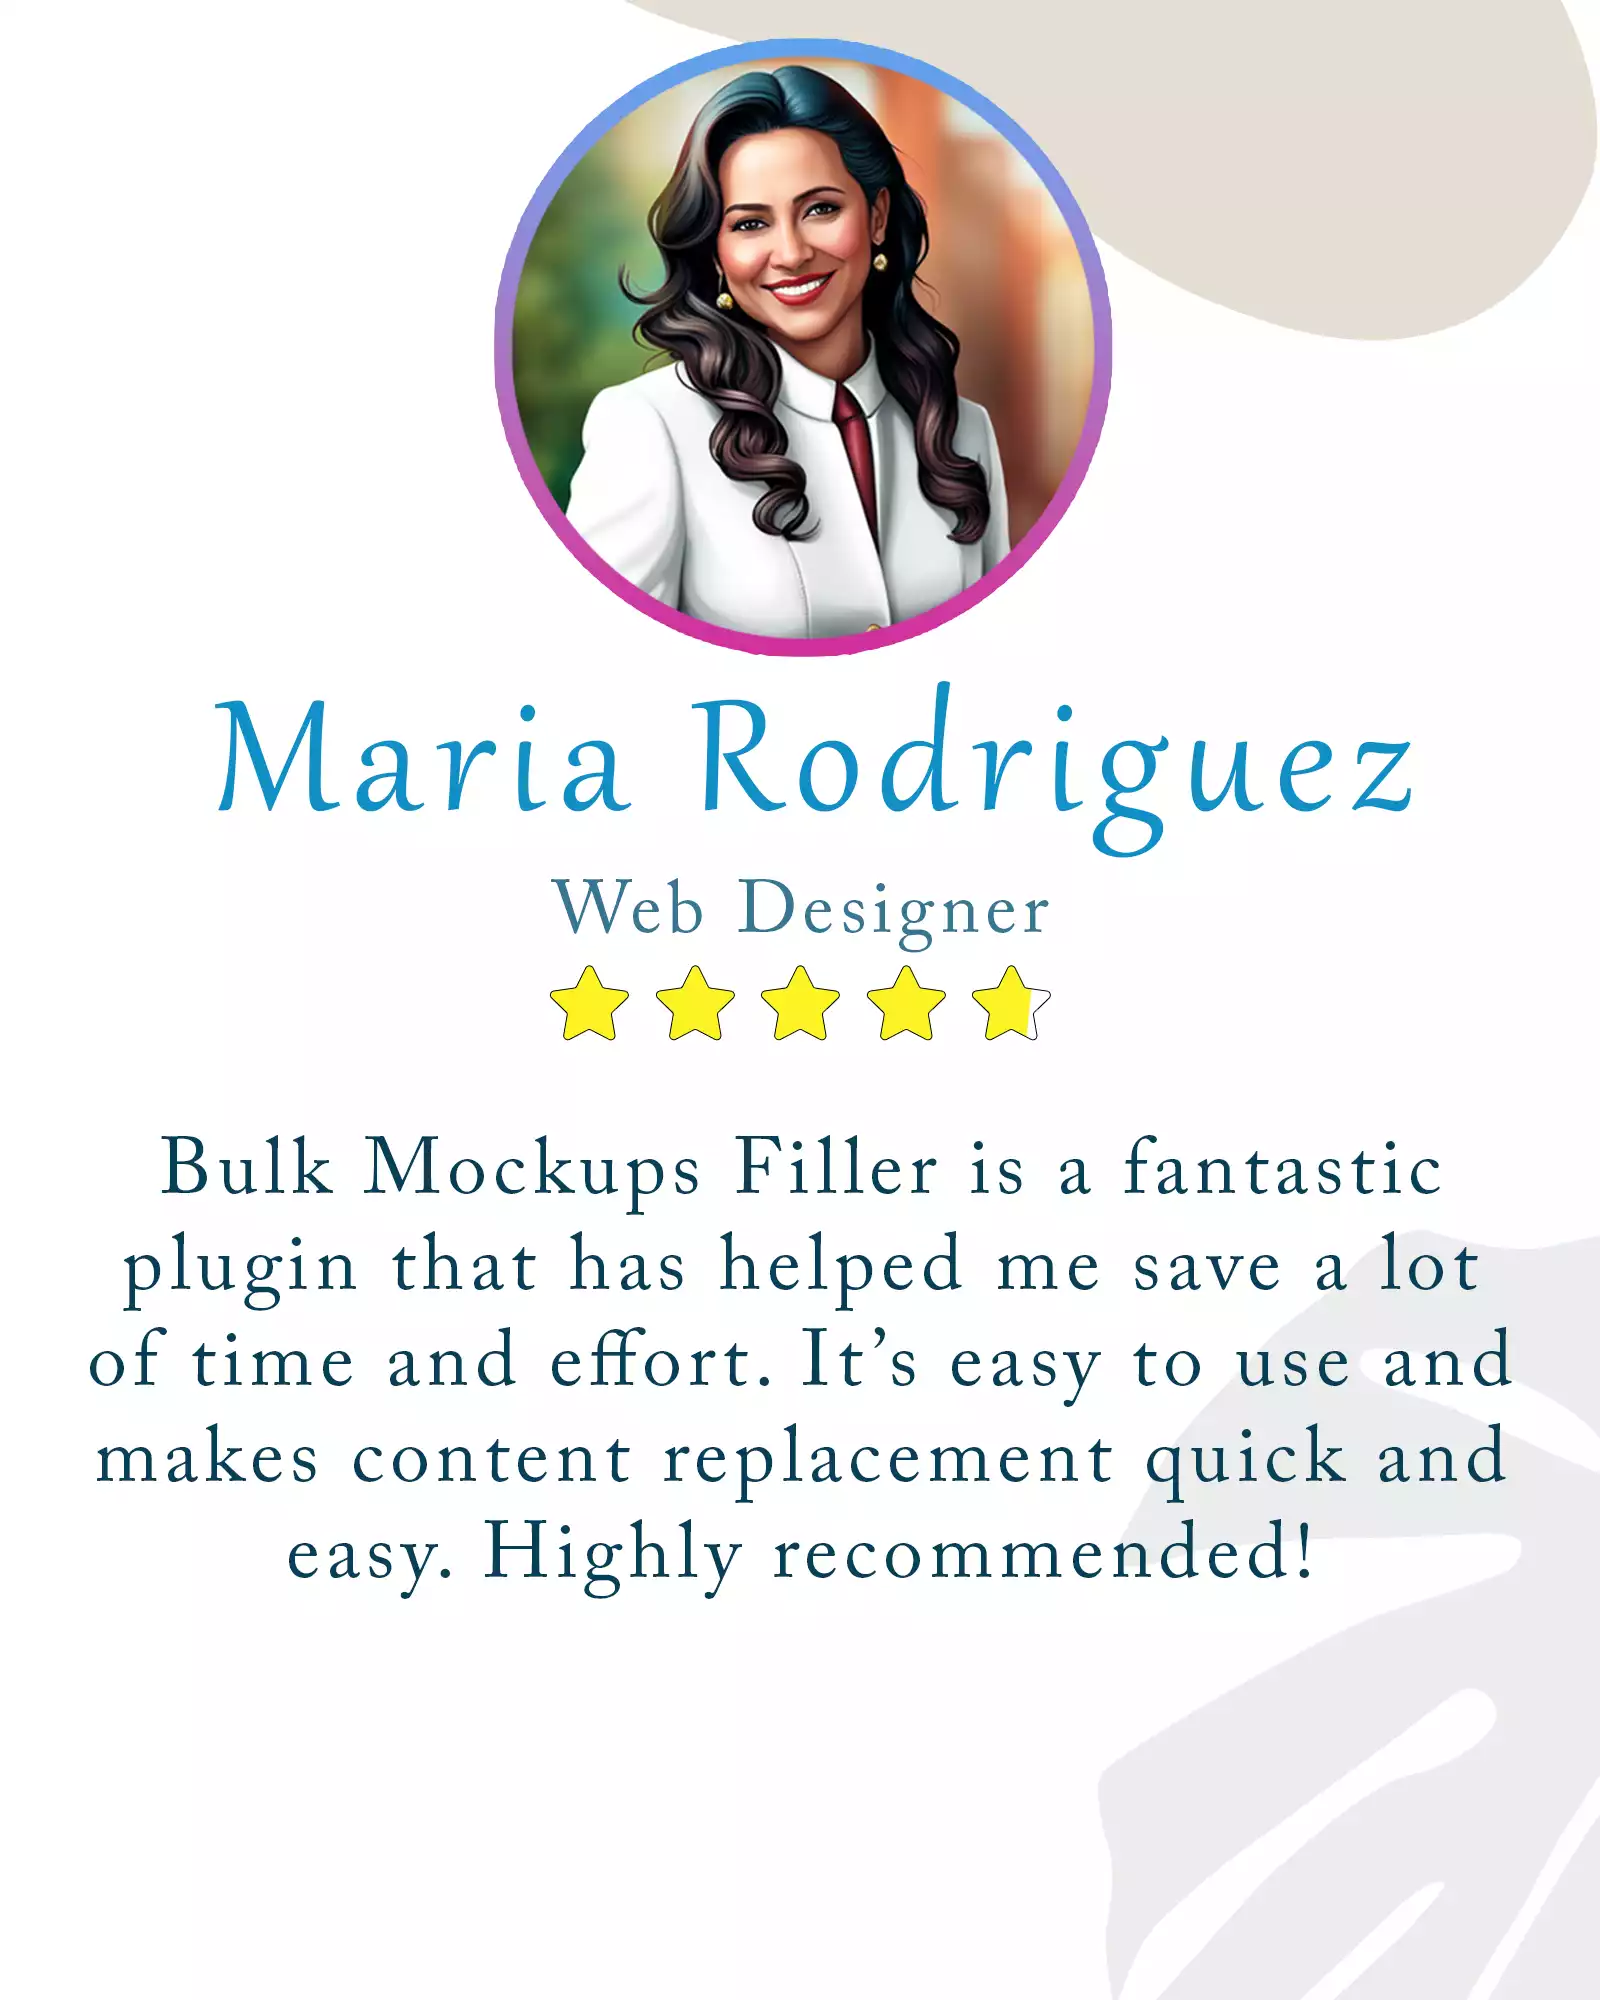 Maria Rodriguez
Web Designer
Bulk Mockups Filler is a fantastic
plugin that has helped me save a lot
of time and effort. It’s easy to use and
makes content replacement quick and
easy. Highly recommended!